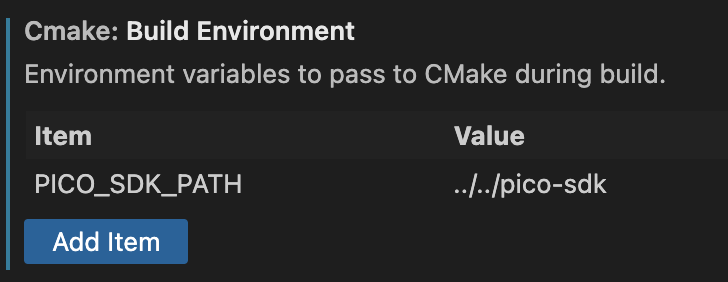 Cmake: Build Environment
Environment variables to pass to CMake during build.
Item Value
PICO_SDK_PATH ../../pico-sdk
Add Item